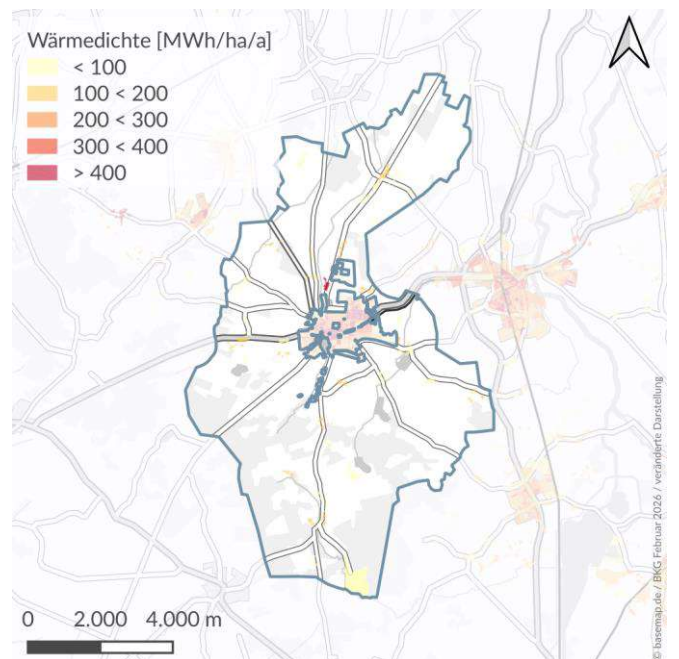 Wärmedichte [MWh/ha/a]
< 100
100 < 200
200 < 300
300 < 400
> 400
0 2.000 4.000 m
© basemap.de / BKG Februar 2026 / veränderte Darstellung